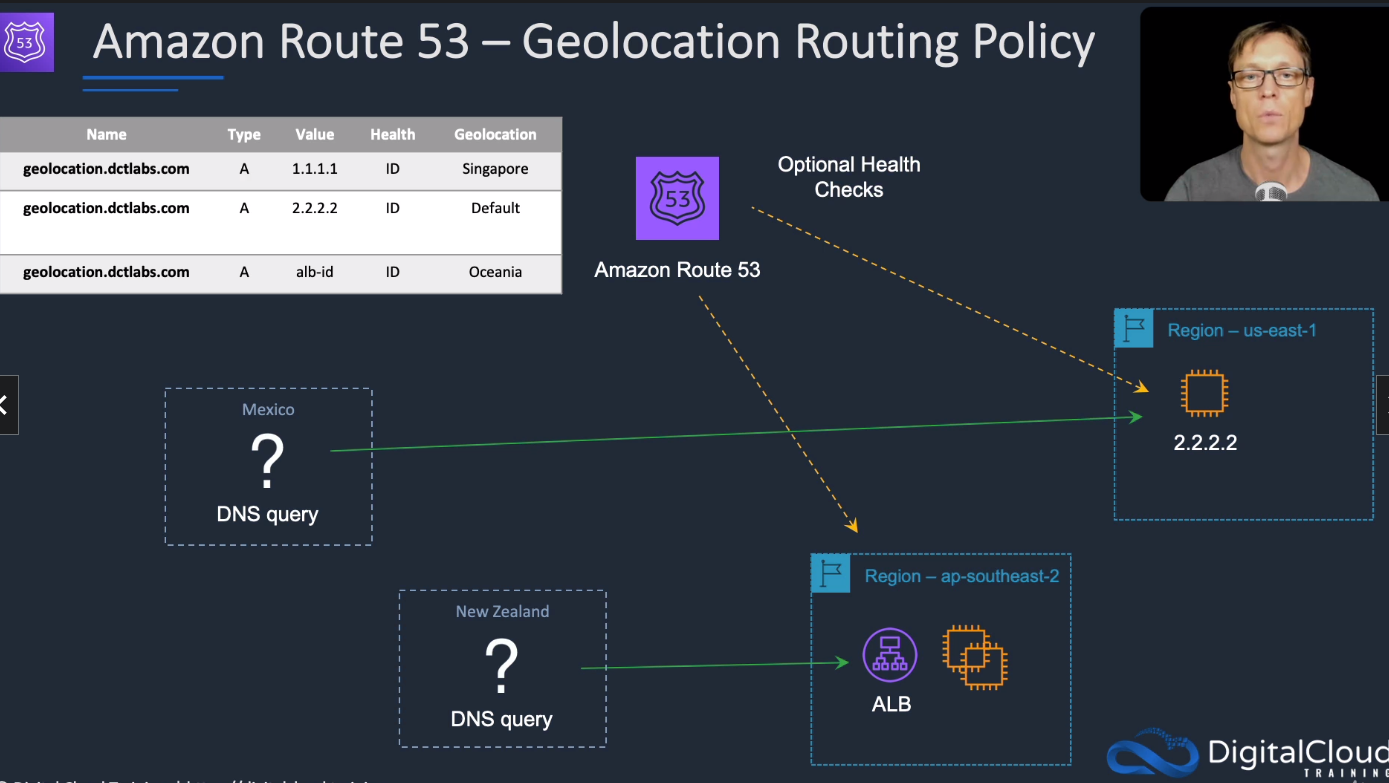 53
Amazon Route 53 – Geolocation Routing Policy
Name Type Value Health Geolocation
geolocation.dctlabs.com A 1.1.1.1 ID Singapore
geolocation.dctlabs.com A 2.2.2.2 ID Default
geolocation.dctlabs.com A alb-id ID Oceania
53
Amazon Route 53
Optional Health
Checks
Region – us-east-1
2.2.2.2
Mexico
?
DNS query
Region – ap-southeast-2
ALB
New Zealand
?
DNS query
DigitalCloud
TRAINING